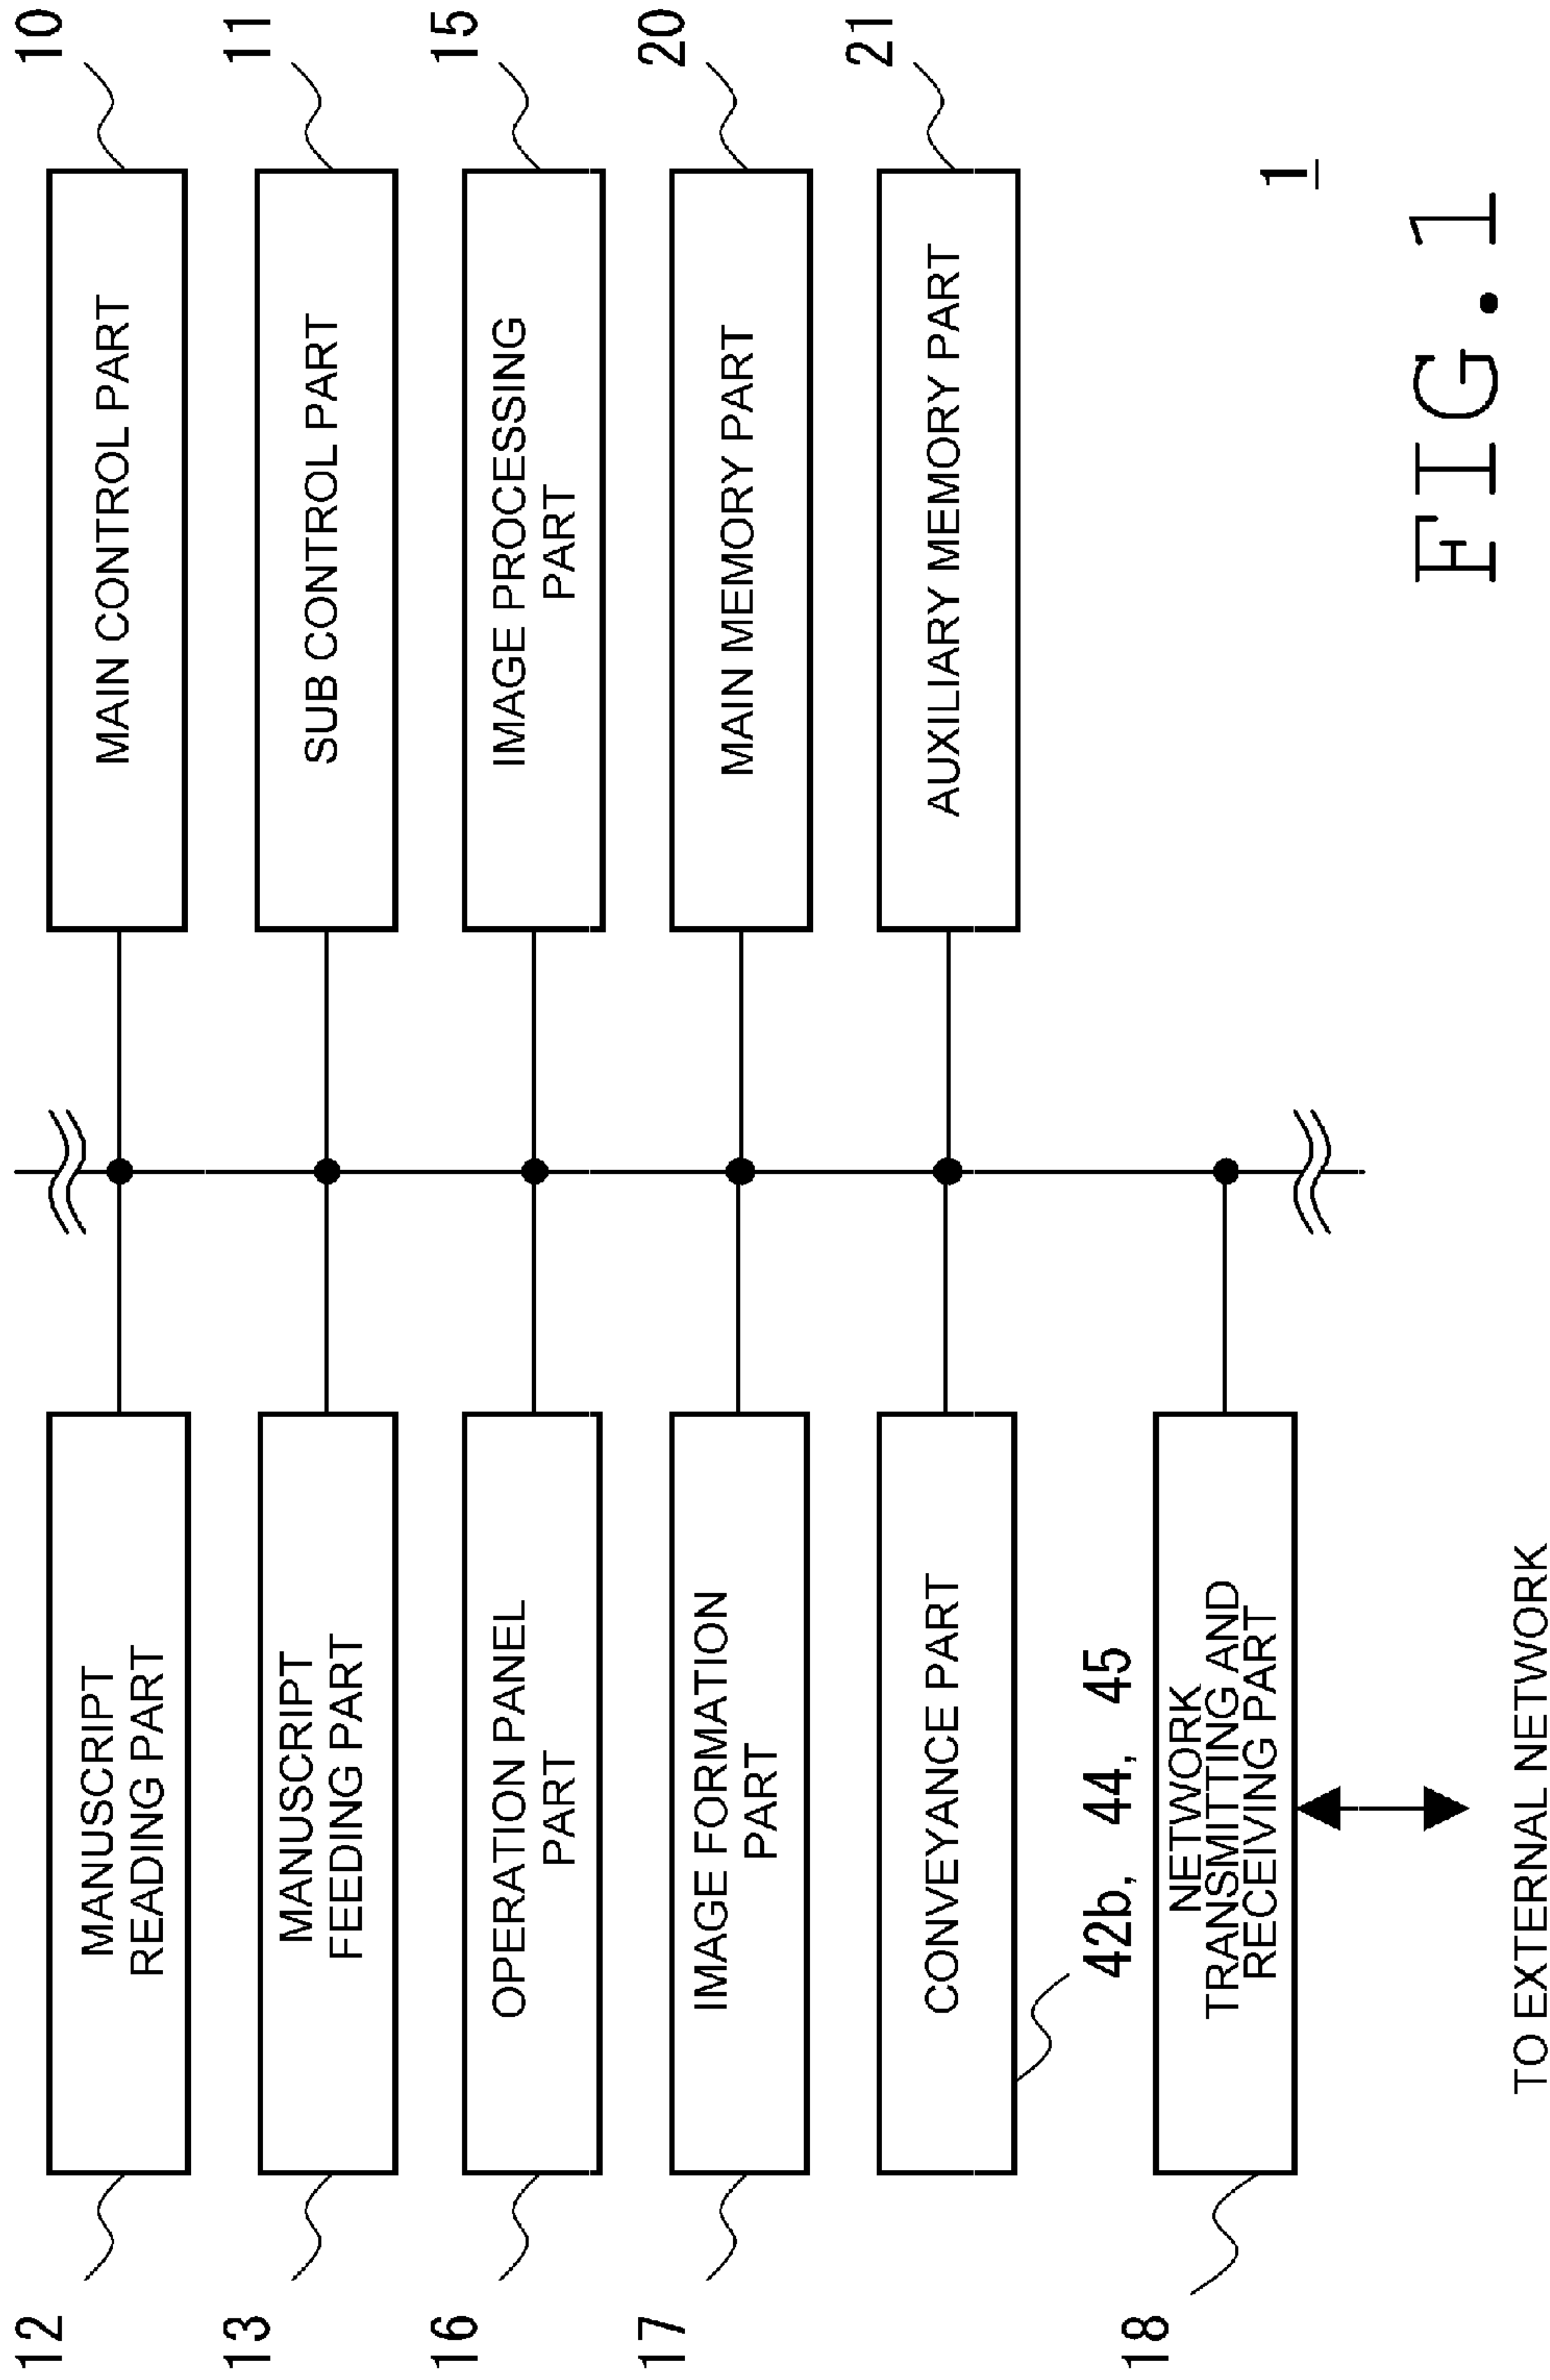 12
MANUSCRIPT
READING PART
MAIN CONTROL PART
10
13
MANUSCRIPT
FEEDING PART
SUB CONTROL PART
11
16
OPERATION PANEL
PART
IMAGE PROCESSING
PART
15
17
IMAGE FORMATION
PART
MAIN MEMORY PART
20
CONVEYANCE PART
42b, 44, 45
AUXILIARY MEMORY PART
21
18
NETWORK
TRANSMITTING AND
RECEIVING PART
TO EXTERNAL NETWORK
1
FIG.1